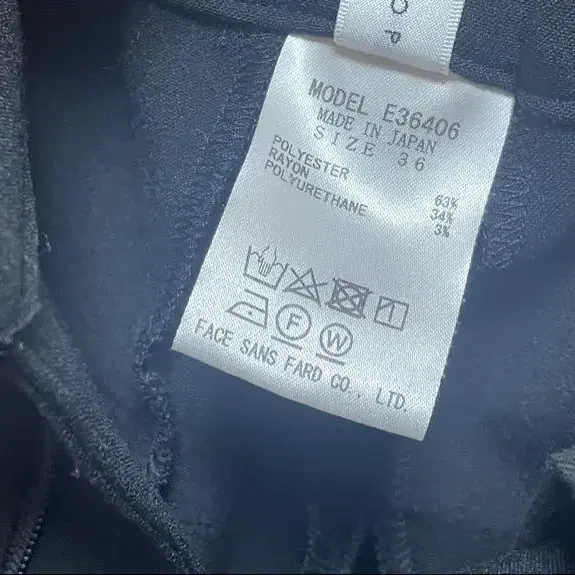 O P
MODEL E36406
MADE IN JAPAN
SIZE 36
POLYESTER 63%
RAYON 34%
POLYURETHANE 3%
F W
FACE SANS FARD CO., LTD.